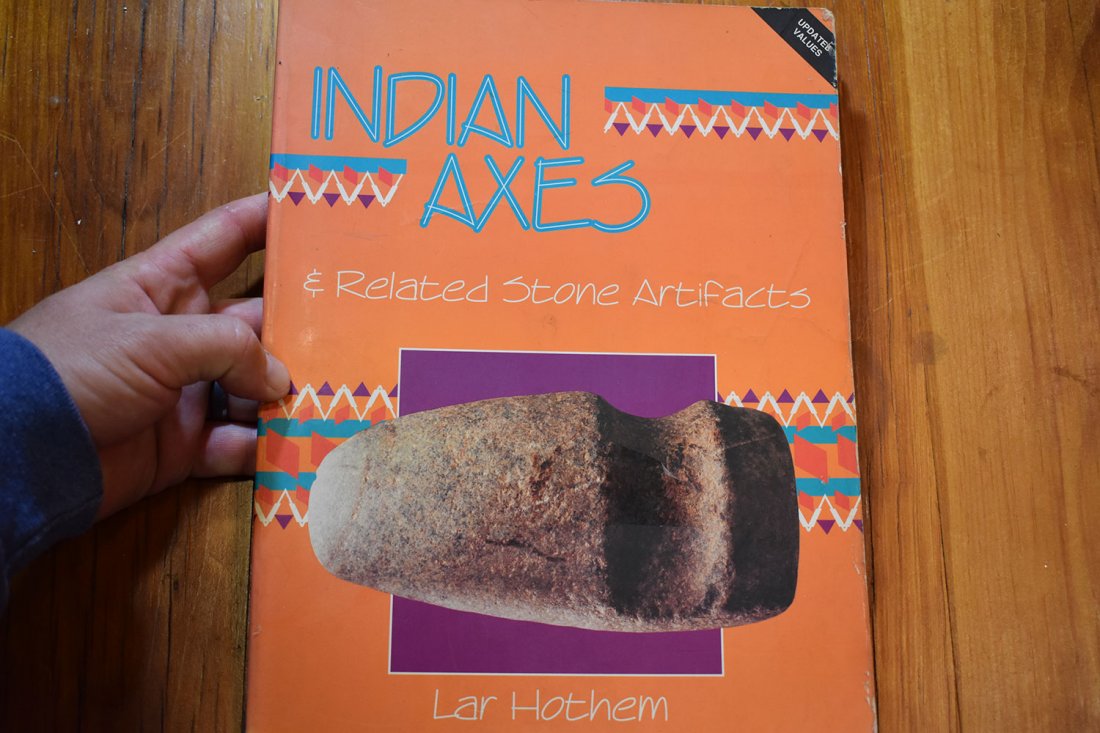 UPDATED
VALUES
INDIAN
AXES
& Related Stone Artifacts
Lar Hothem